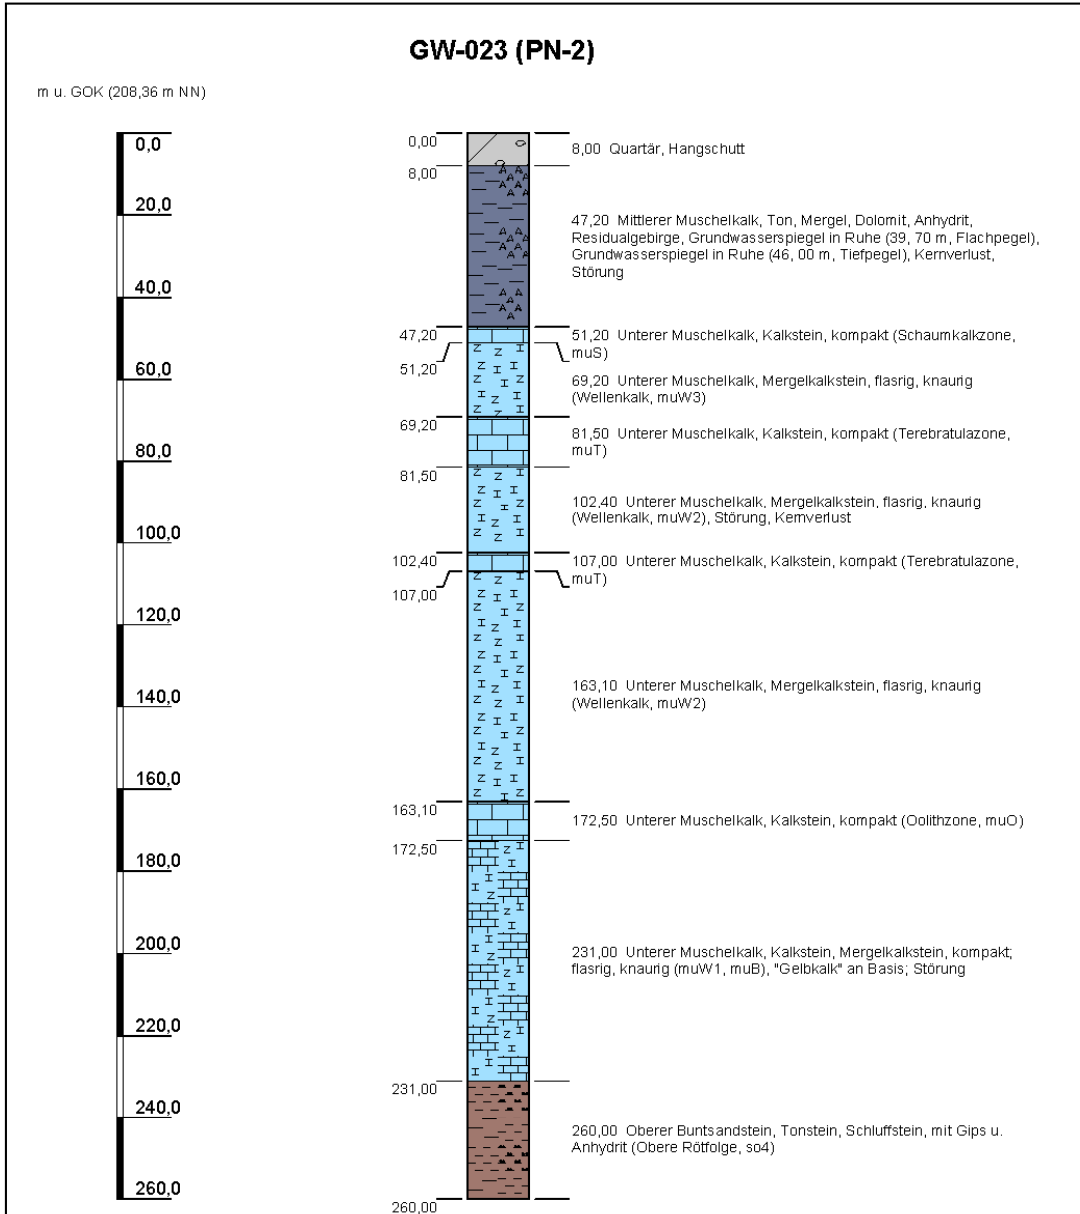 GW-023 (PN-2)
m u. GOK (208,36 m NN)
0,0
20,0
40,0
60,0
80,0
100,0
120,0
140,0
160,0
180,0
200,0
220,0
240,0
260,0
0,00
8,00
47,20
51,20
69,20
81,50
102,40
107,00
163,10
172,50
231,00
260,00
8,00 Quartär, Hangschutt
47,20 Mittlerer Muschelkalk, Ton, Mergel, Dolomit, Anhydrit,
Residualgebirge, Grundwasserspiegel in Ruhe (39, 70 m, Flachpegel),
Grundwasserspiegel in Ruhe (46, 00 m, Tiefpegel), Kernverlust,
Störung
51,20 Unterer Muschelkalk, Kalkstein, kompakt (Schaumkalkzone,
muS)
69,20 Unterer Muschelkalk, Mergelkalkstein, flasrig, knaurig
(Wellenkalk, muW3)
81,50 Unterer Muschelkalk, Kalkstein, kompakt (Terebratulazone,
muT)
102,40 Unterer Muschelkalk, Mergelkalkstein, flasrig, knaurig
(Wellenkalk, muW2), Störung, Kernverlust
107,00 Unterer Muschelkalk, Kalkstein, kompakt (Terebratulazone,
muT)
163,10 Unterer Muschelkalk, Mergelkalkstein, flasrig, knaurig
(Wellenkalk, muW2)
172,50 Unterer Muschelkalk, Kalkstein, kompakt (Oolithzone, muO)
231,00 Unterer Muschelkalk, Kalkstein, Mergelkalkstein, kompakt;
flasrig, knaurig (muW1, muB), "Gelbkalk" an Basis; Störung
260,00 Oberer Buntsandstein, Tonstein, Schluffstein, mit Gips u.
Anhydrit (Obere Rötfolge, so4)